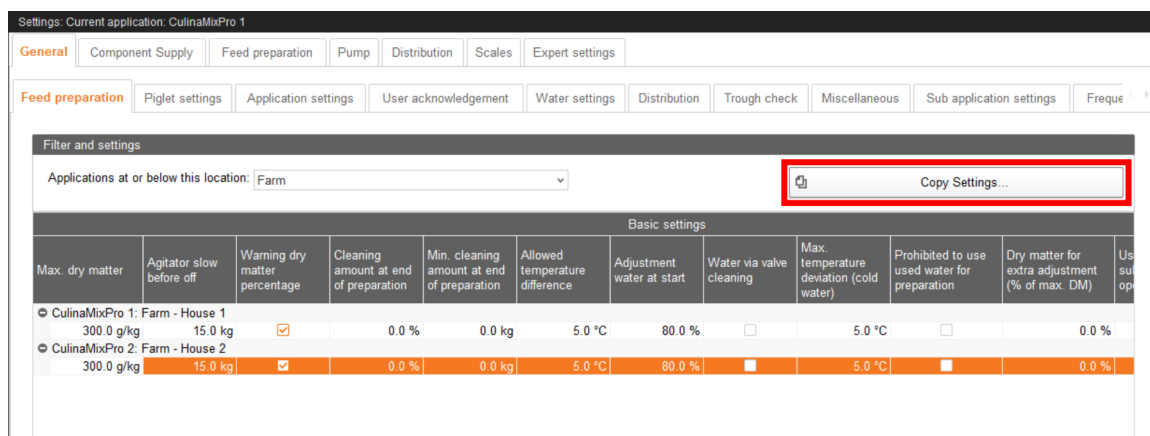 Settings: Current application: CulinaMixPro 1
General Component Supply Feed preparation Pump Distribution Scales Expert settings
Feed preparation Piglet settings Application settings User acknowledgement Water settings Distribution Trough check Miscellaneous Sub application settings Freque
Filter and settings
Applications at or below this location: Farm Copy Settings...
Basic settings
Max. dry matter
Agitator slow
before off
Warning dry
matter
percentage
Cleaning
amount at end
of preparation
Min. cleaning
amount at end
of preparation
Allowed
temperature
difference
Adjustment
water at start
Water via valve
cleaning
Max.
temperature
deviation (cold
water)
Prohibited to use
used water for
preparation
Dry matter for
extra adjustment
(% of max. DM)
Us
sul
op
CulinaMixPro 1: Farm - House 1
300.0 g/kg 15.0 kg 0.0 % 0.0 kg 5.0 °C 80.0 % 5.0 °C 0.0 %
CulinaMixPro 2: Farm - House 2
300.0 g/kg 15.0 kg 0.0 % 0.0 kg 5.0 °C 80.0 % 5.0 °C 0.0 %